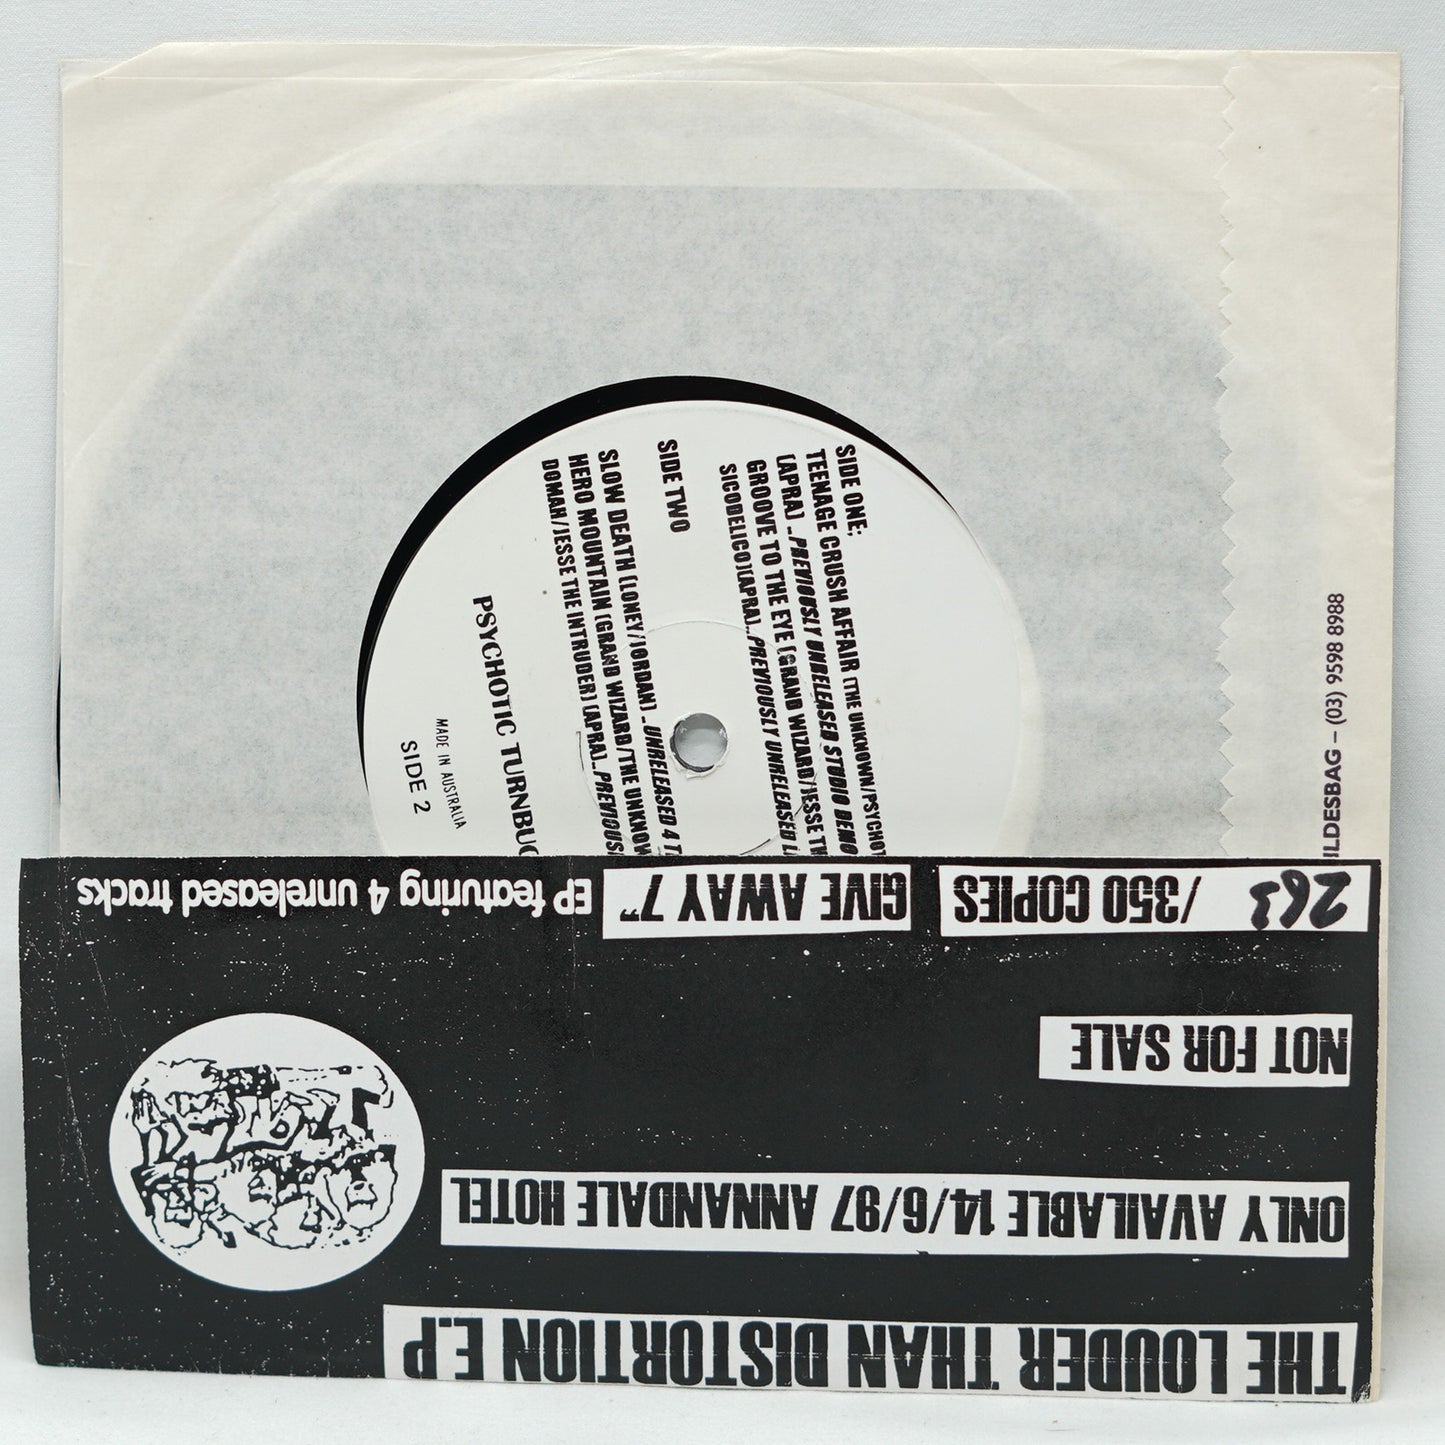 SIDE ONE:
TEENAGE CRUSH AFFAIR (THE UNKNOWN/PSYCHOT
(APRA) ..PREVIOUSLY UNRELEASED STUDIO DEMO
GROOVE TO THE EYE (GRAND WIZARD/JESSE TH
SICODELICO)(APRA)..PREVIOUSLY UNRELEASED L
SIDE TWO
SLOW DEATH (LONEY/JORDAN) ..UNRELEASED 4 T
HERO MOUNTAIN (GRAND WIZARD/THE UNKNOW
DOMAH/JESSE THE INTRUDER) (APRA)..PREVIOUS
PSYCHOTIC TURNBUC
MADE IN AUSTRALIA
SIDE 2
ILDESBAG – (03) 9598 8988
THE LOUDER THAN DISTORTION E.P
ONLY AVAILABLE 14/6/97 ANNANDALE HOTEL
NOT FOR SALE
/350 COPIES
GIVE AWAY 7"
EP featuring 4 unreleased tracks